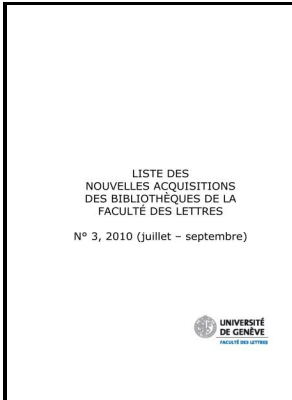 LISTE DES
NOUVELLES ACQUISITIONS
DES BIBLIOTHÈQUES DE LA
FACULTÉ DES LETTRES
N° 3, 2010 (juillet – septembre)
UNIVERSITÉ
DE GENÈVE
FACULTÉ DES LETTRES